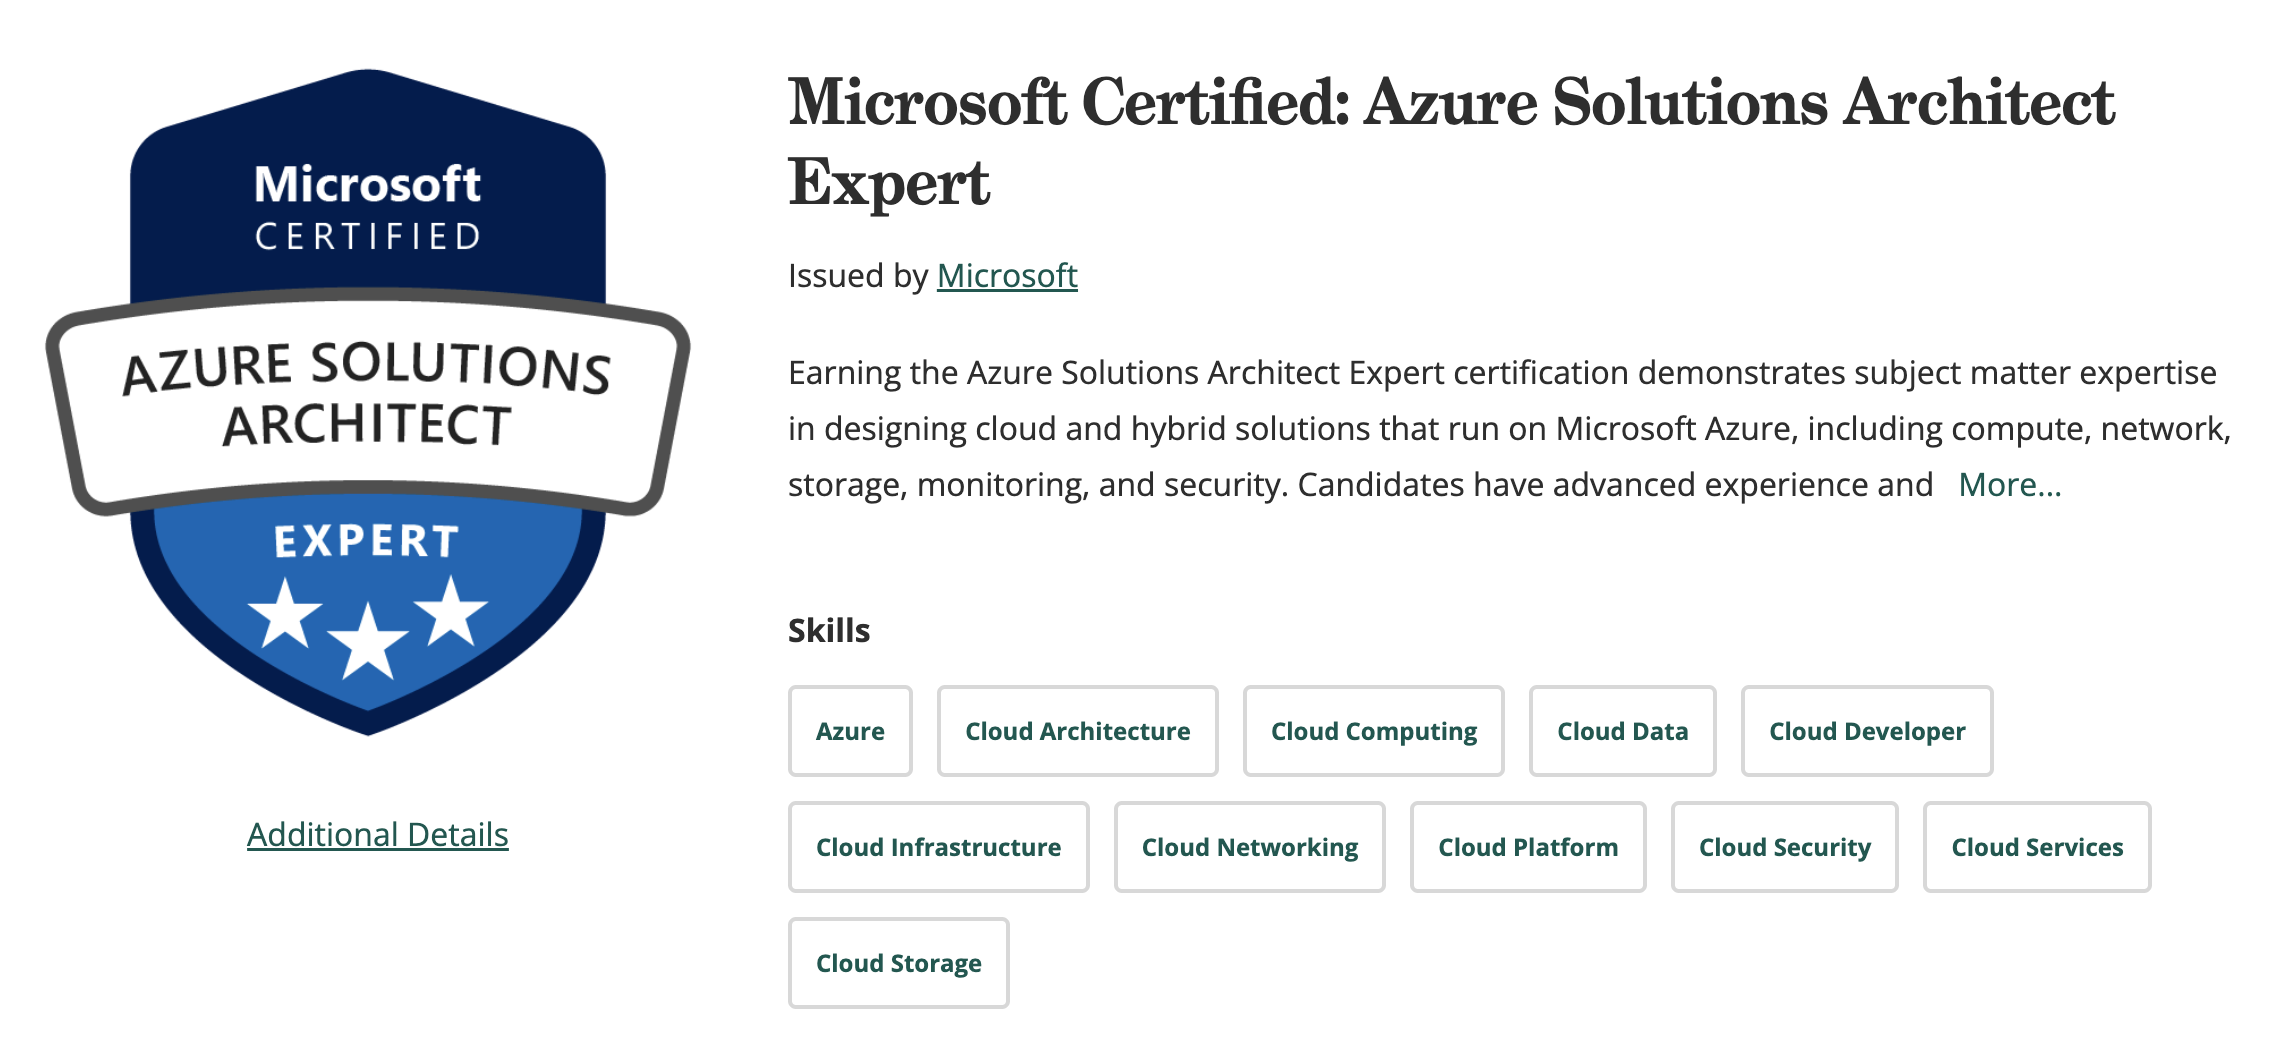 Microsoft
CERTIFIED
AZURE SOLUTIONS
ARCHITECT
EXPERT
Additional Details
Microsoft Certified: Azure Solutions Architect
Expert
Issued by Microsoft
Earning the Azure Solutions Architect Expert certification demonstrates subject matter expertise
in designing cloud and hybrid solutions that run on Microsoft Azure, including compute, network,
storage, monitoring, and security. Candidates have advanced experience and More...
Skills
Azure Cloud Architecture Cloud Computing Cloud Data Cloud Developer
Cloud Infrastructure Cloud Networking Cloud Platform Cloud Security Cloud Services
Cloud Storage